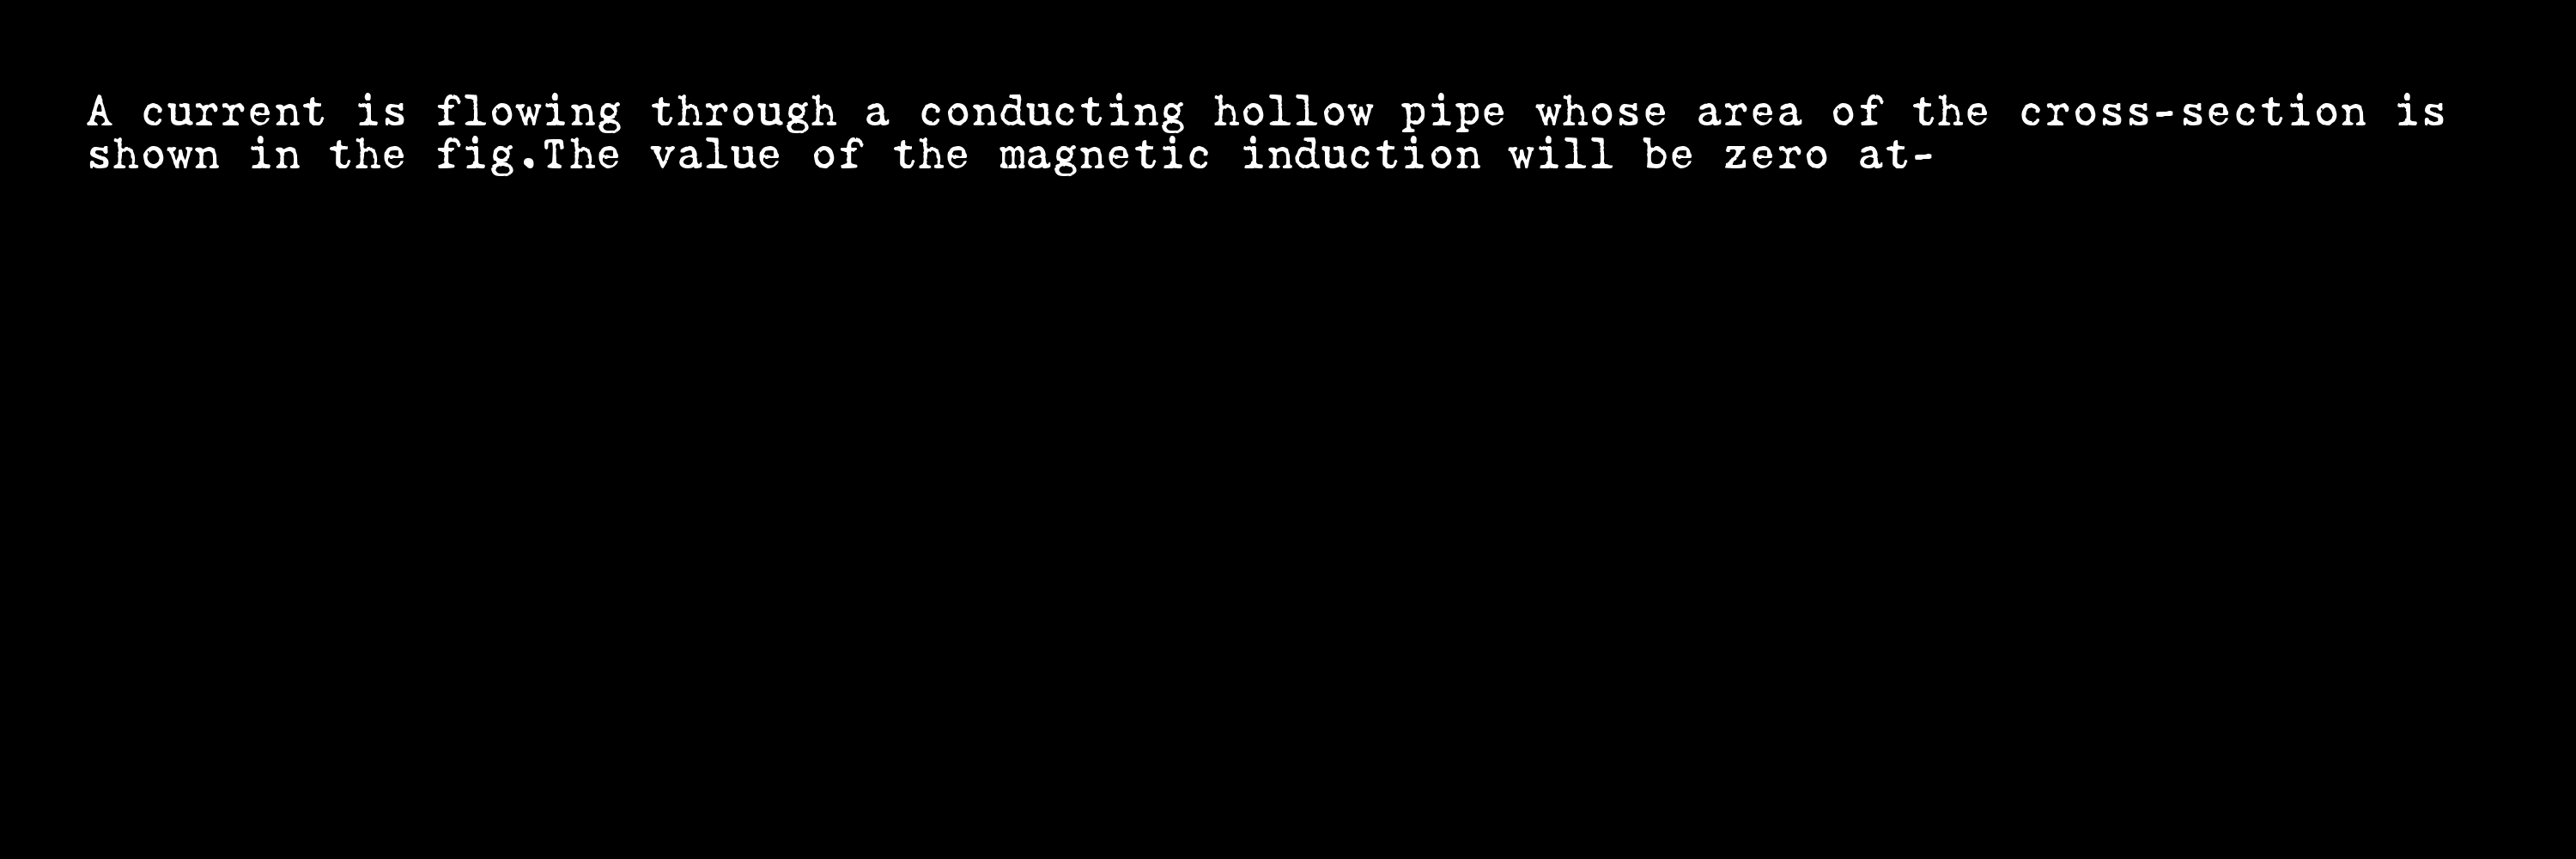 A current is flowing through a conducting hollow pipe whose area of the cross-section is
shown in the fig.The value of the magnetic induction will be zero at-